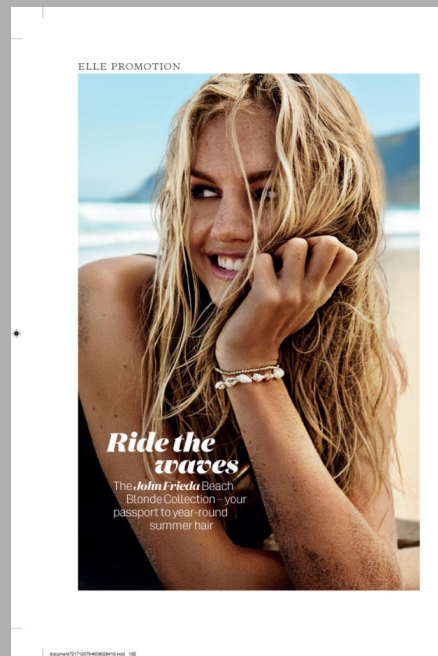 ELLE PROMOTION
Ride the
waves
The John Frieda Beach
Blonde Collection – your
passport to year-round
summer hair